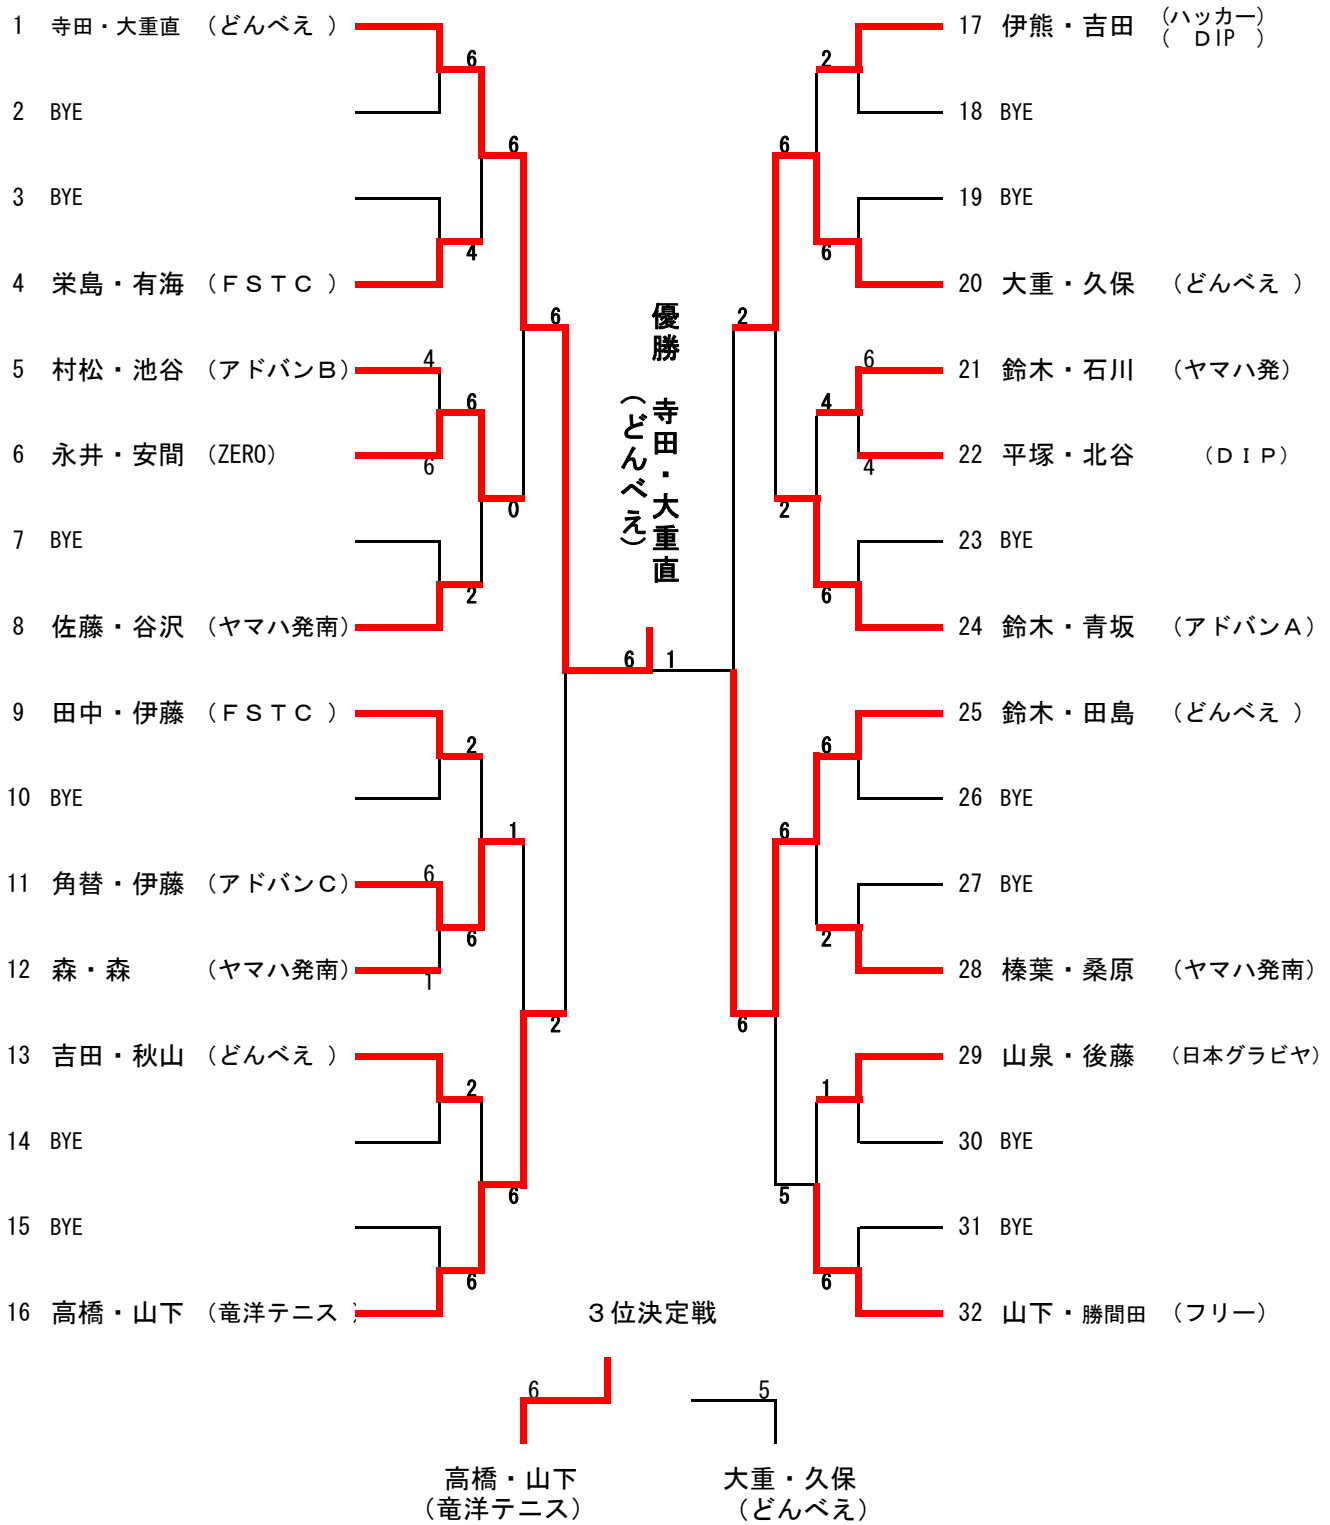 1 寺田・大重直 (どんべえ )
6
2 BYE
6
3 BYE
4
4 栄島・有海 (ＦＳＴＣ )
6
5 村松・池谷 (アドバンＢ)
4
6
6 永井・安間 (ZERO)
6
0
7 BYE
2
8 佐藤・谷沢 (ヤマハ発南)
9 田中・伊藤 (ＦＳＴＣ )
2
10 BYE
1
11 角替・伊藤 (アドバンＣ)
6
6
12 森・森 (ヤマハ発南)
1
2
13 吉田・秋山 (どんべえ )
2
14 BYE
6
15 BYE
6
16 高橋・山下 (竜洋テニス )
優勝 寺田・大重直
(どんべえ)
6 1
17 伊熊・吉田 (ハッカー)
( ＤＩＰ )
2
18 BYE
6
19 BYE
6
20 大重・久保 (どんべえ )
2
21 鈴木・石川 (ヤマハ発)
6
4
22 平塚・北谷 (ＤＩＰ)
4
2
23 BYE
6
24 鈴木・青坂 (アドバンＡ)
25 鈴木・田島 (どんべえ )
6
26 BYE
6
27 BYE
2
28 榛葉・桑原 (ヤマハ発南)
6
29 山泉・後藤 (日本グラビヤ)
1
30 BYE
5
31 BYE
6
32 山下・勝間田 (フリー)
３位決定戦
6 5
高橋・山下 大重・久保
(竜洋テニス) (どんべえ)